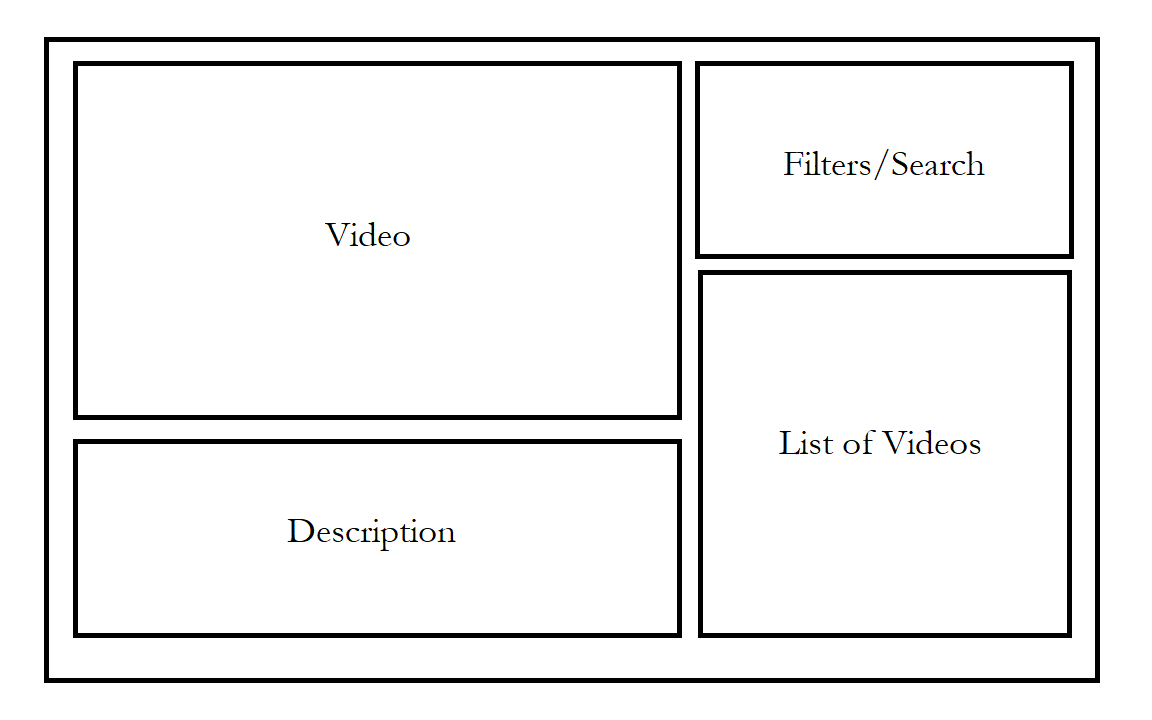 Video
Description
Filters/Search
List of Videos